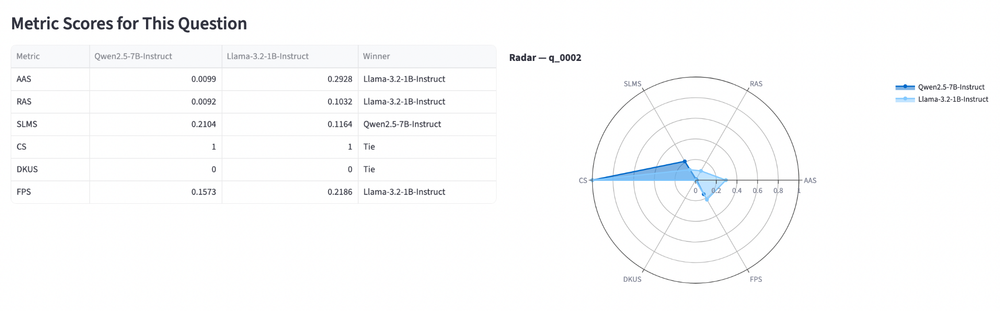 Metric Scores for This Question
Metric Qwen2.5-7B-Instruct Llama-3.2-1B-Instruct Winner
AAS 0.0099 0.2928 Llama-3.2-1B-Instruct
RAS 0.0092 0.1032 Llama-3.2-1B-Instruct
SLMS 0.2104 0.1164 Qwen2.5-7B-Instruct
CS 1 1 Tie
DKUS 0 0 Tie
FPS 0.1573 0.2186 Llama-3.2-1B-Instruct
Radar — q_0002
SLMS RAS
Qwen2.5-7B-Instruct
Llama-3.2-1B-Instruct
CS AAS
0 0.2 0.4 0.6 0.8 1
DKUS FPS